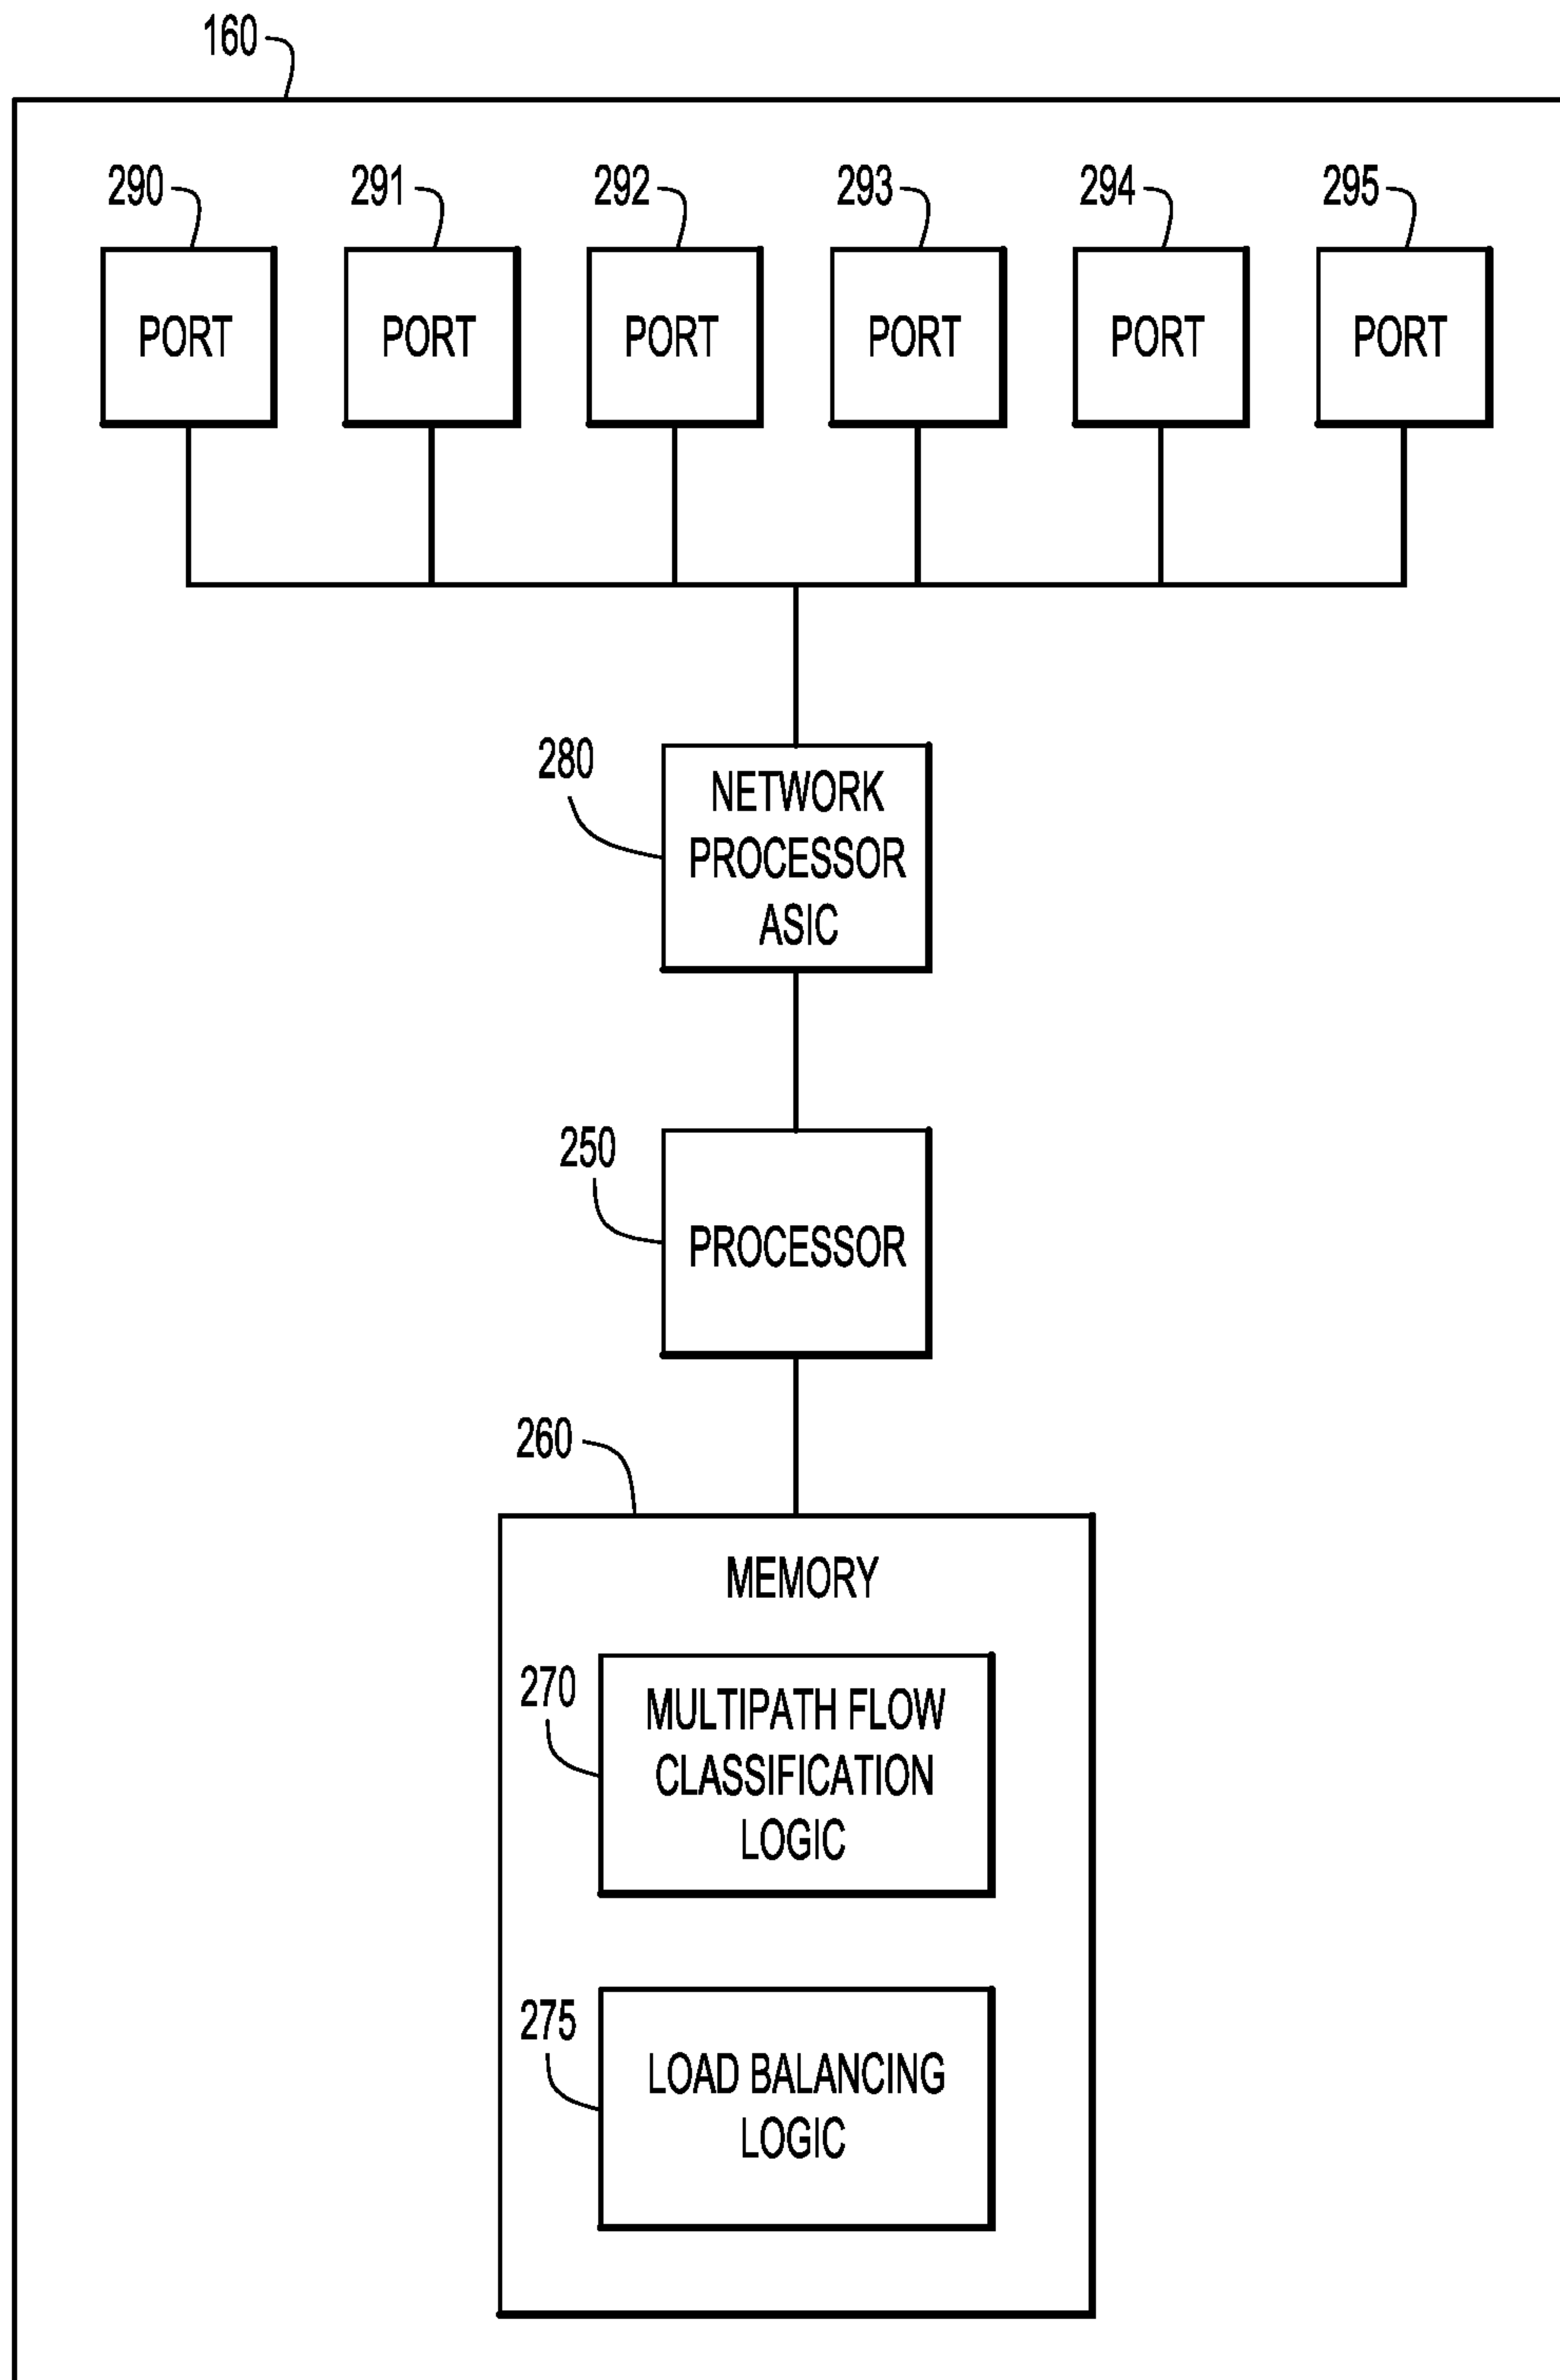 160
290
291
292
293
294
295
PORT
PORT
PORT
PORT
PORT
PORT
280
NETWORK
PROCESSOR
ASIC
250
PROCESSOR
260
MEMORY
270
MULTIPATH FLOW
CLASSIFICATION
LOGIC
275
LOAD BALANCING
LOGIC